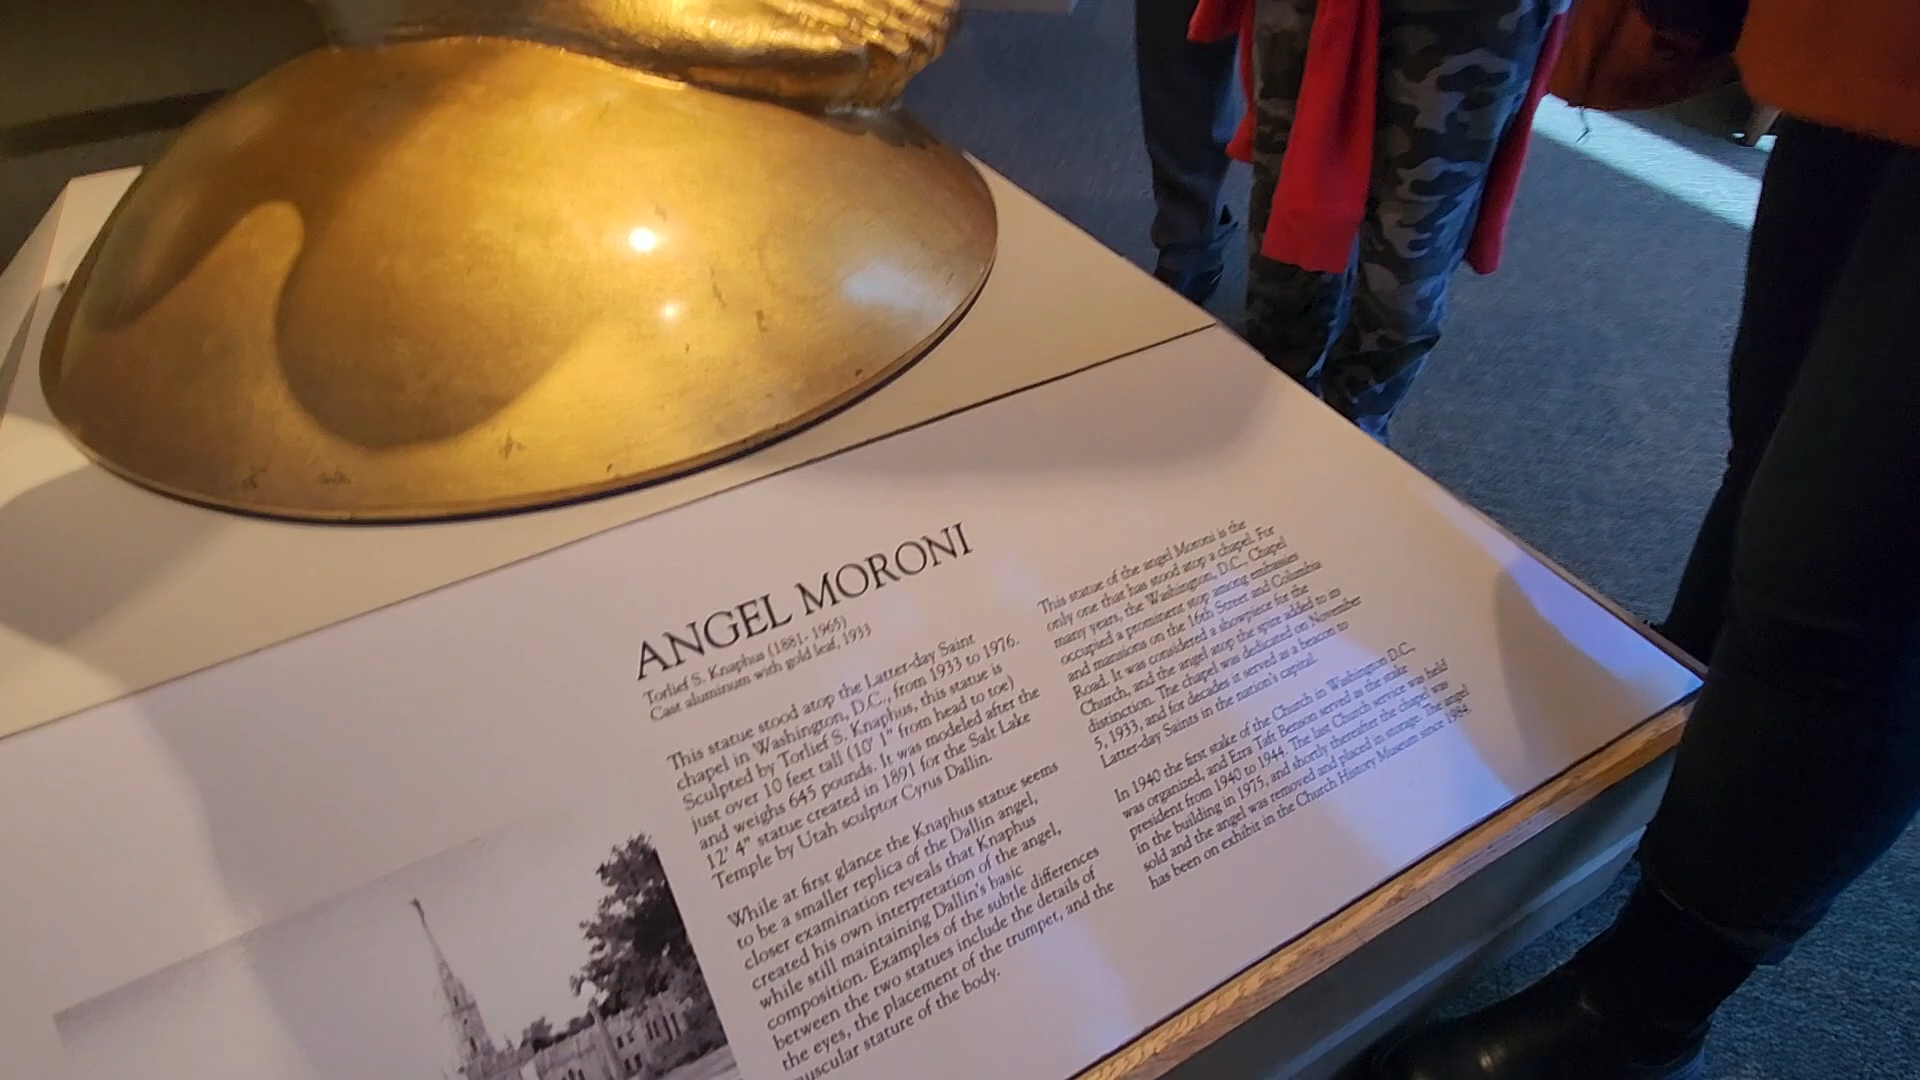 ANGEL MORONI
Torlief S. Knaphus (1881-1965)
Cast aluminum with gold leaf, 1933
This statue stood atop the Latter-day Saint
chapel in Washington, D.C., from 1933 to 1976.
Sculpted by Torlief S. Knaphus, this statue is
just over 10 feet tall (10' 1" from head to toe)
and weighs 645 pounds. It was modeled after the
12' 4" statue created in 1891 for the Salt Lake
Temple by Utah sculptor Cyrus Dallin.
While at first glance the Knaphus statue seems
to be a smaller replica of the Dallin angel,
closer examination reveals that Knaphus
created his own interpretation of the angel,
while still maintaining Dallin's basic
composition. Examples of the subtle differences
between the two statues include the details of
the eyes, the placement of the trumpet, and the
muscular stature of the body.
This statue of the angel Moroni is the
only one that has stood atop a chapel. For
many years, the Washington, D.C., Chapel
occupied a prominent stop among embassies
and mansions on the 16th Street and Columbia
Road. It was considered a showpiece for the
Church, and the angel atop the spire added to its
distinction. The chapel was dedicated on November
5, 1933, and for decades it served as a beacon to
Latter-day Saints in the nation's capital.
In 1940 the first stake of the Church in Washington D.C.,
was organized, and Ezra Taft Benson served as the stake
president from 1940 to 1944. The last Church service was held
in the building in 1975, and shortly thereafter the chapel was
sold and the angel was removed and placed in storage. The angel
has been on exhibit in the Church History Museum since 1984.